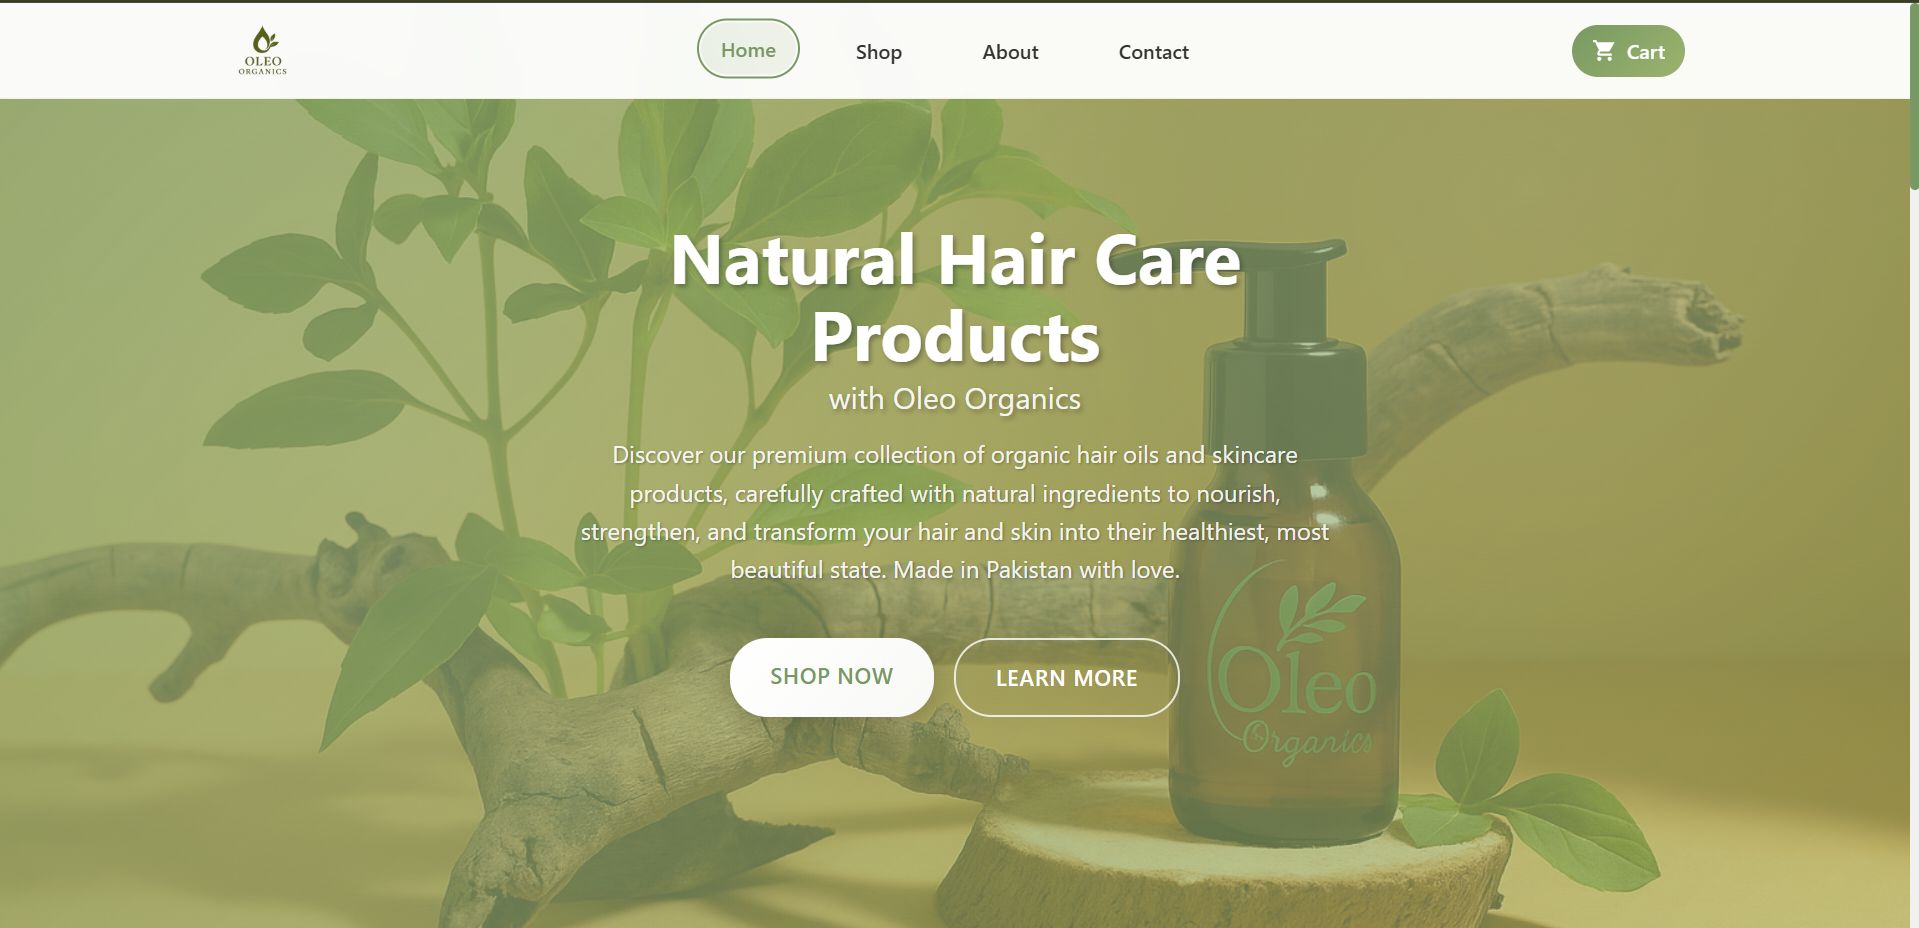 OLEO
ORGANICS
Home
Shop
About
Contact
Cart
Natural Hair Care
Products
with Oleo Organics
Discover our premium collection of organic hair oils and skincare
products, carefully crafted with natural ingredients to nourish,
strengthen, and transform your hair and skin into their healthiest, most
beautiful state. Made in Pakistan with love.
SHOP NOW
LEARN MORE
Oleo
Organics